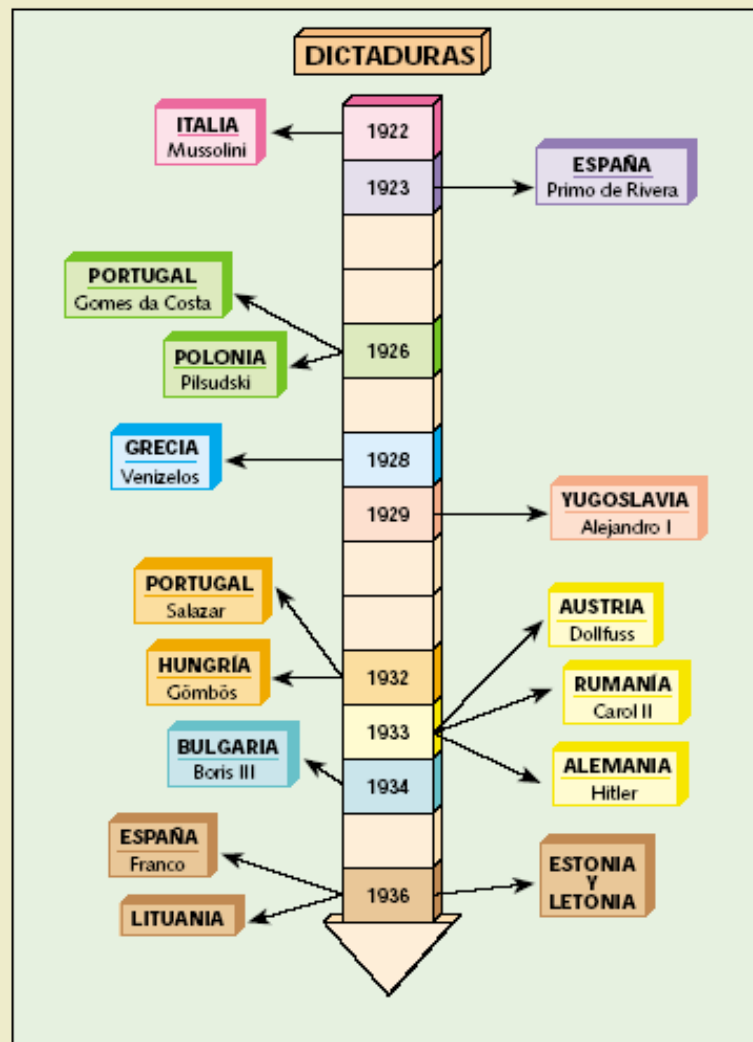 DICTADURAS
ITALIA
Mussolini
1922
1923
ESPAÑA
Primo de Rivera
PORTUGAL
Gomes da Costa
POLONIA
Pilsudski
1926
GRECIA
Venizelos
1928
1929
YUGOSLAVIA
Alejandro I
PORTUGAL
Salazar
HUNGRÍA
Gömbös
1932
AUSTRIA
Dollfuss
RUMANÍA
Carol II
1933
ALEMANIA
Hitler
BULGARIA
Boris III
1934
ESPAÑA
Franco
LITUANIA
1936
ESTONIA
Y
LETONIA